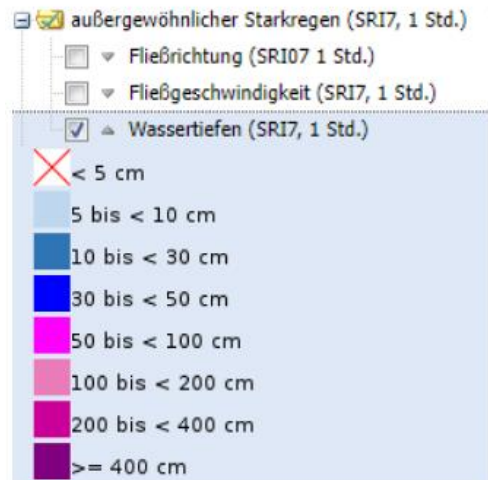 außergewöhnlicher Starkregen (SRI7, 1 Std.)
Fließrichtung (SRI07 1 Std.)
Fließgeschwindigkeit (SRI7, 1 Std.)
Wassertiefen (SRI7, 1 Std.)
< 5 cm
5 bis < 10 cm
10 bis < 30 cm
30 bis < 50 cm
50 bis < 100 cm
100 bis < 200 cm
200 bis < 400 cm
>= 400 cm